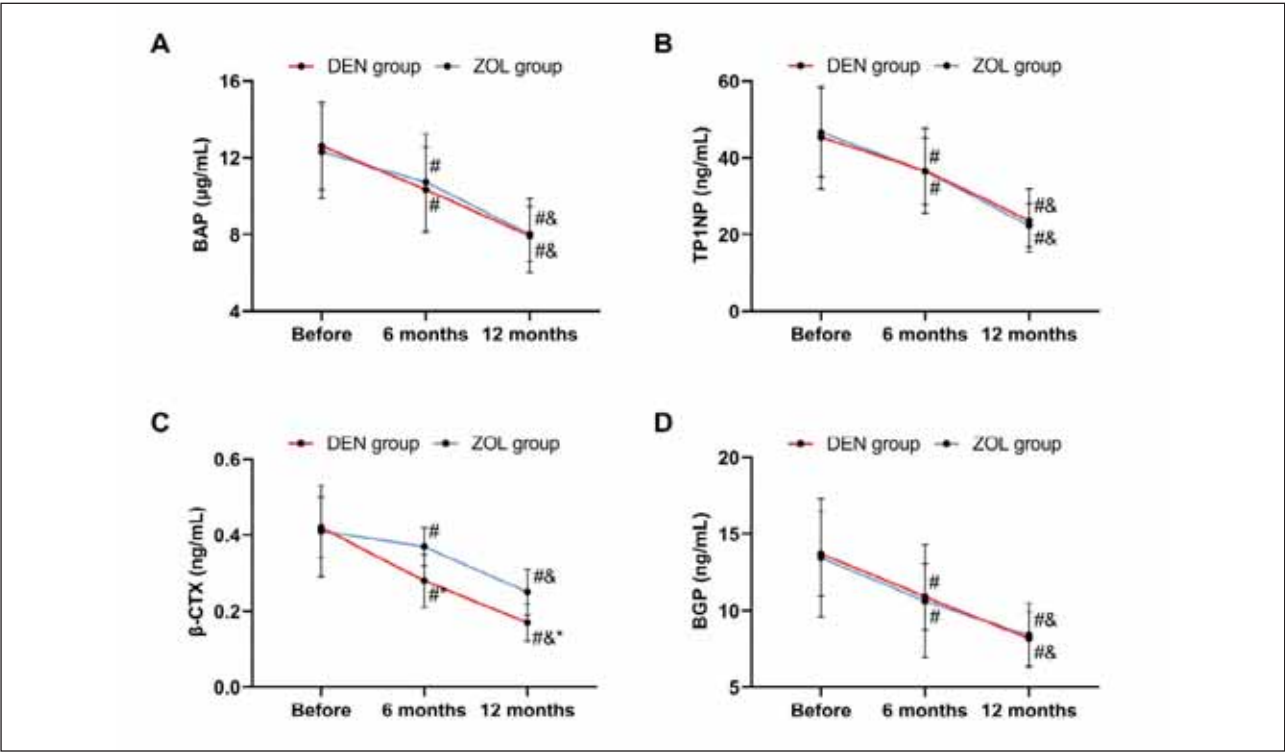 A
DEN group ZOL group
16
12
8
4
BAP (μg/mL)
#
#
#&
#&
Before 6 months 12 months
B
DEN group ZOL group
60
40
20
0
TP1NP (ng/mL)
#
#
#&
#&
Before 6 months 12 months
C
DEN group ZOL group
0.6
0.4
0.2
0.0
β-CTX (ng/mL)
#
#*
#&
#&*
Before 6 months 12 months
D
DEN group ZOL group
20
15
10
5
BGP (ng/mL)
#
#
#&
#&
Before 6 months 12 months